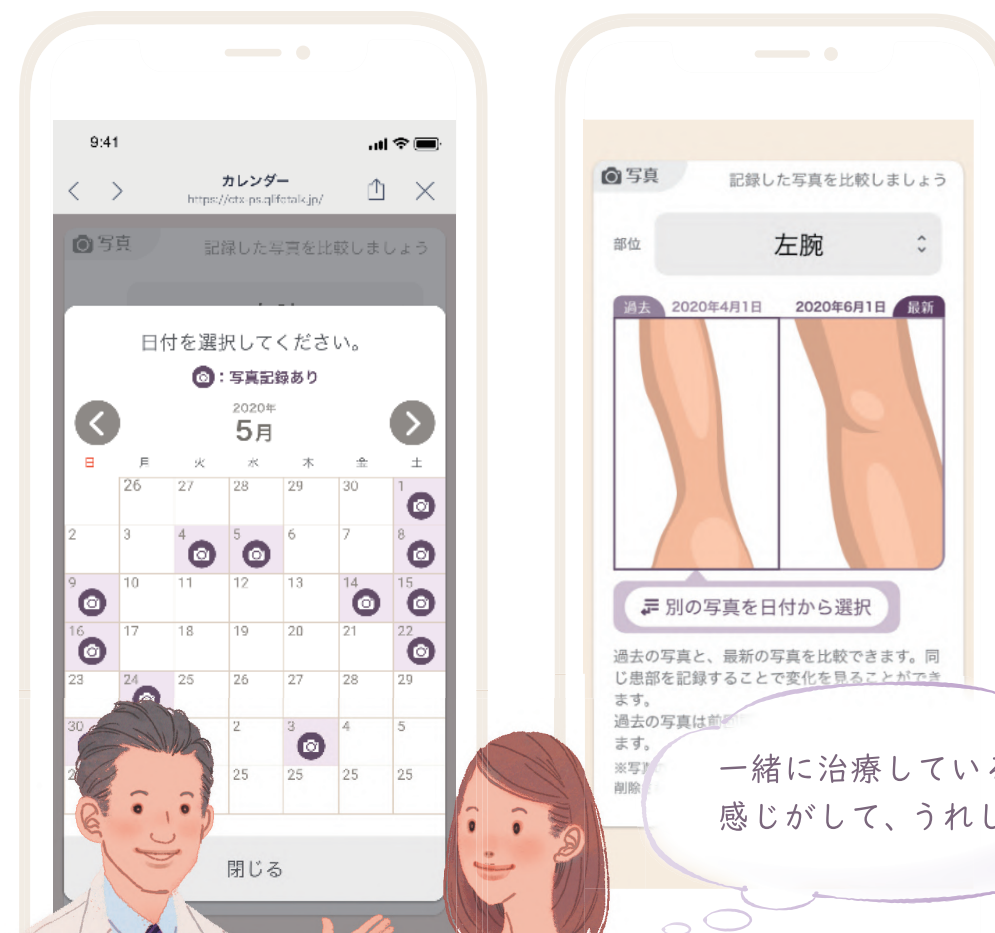 9:41
カレンダー
https://ctx-ps.qlifetalk.jp/
写真
記録した写真を比較しましょう
日付を選択してください。
:写真記録あり
2020年
5月
日 月 火 水 木 金 土
26 27 28 29 30 1
2 3 4 5 6 7 8
9 10 11 12 13 14 15
16 17 18 19 20 21 22
23 24 25 26 27 28 29
30 2 3 4 5
25 25 25 25
閉じる
写真
記録した写真を比較しましょう
部位
左腕
過去 2020年4月1日 2020年6月1日 最新
別の写真を日付から選択
過去の写真と、最新の写真を比較できます。同
じ患部を記録することで変化を見ることができ
ます。
過去の写真は前
ます。
※写
削除
一緒に治療している
感じがして、うれし